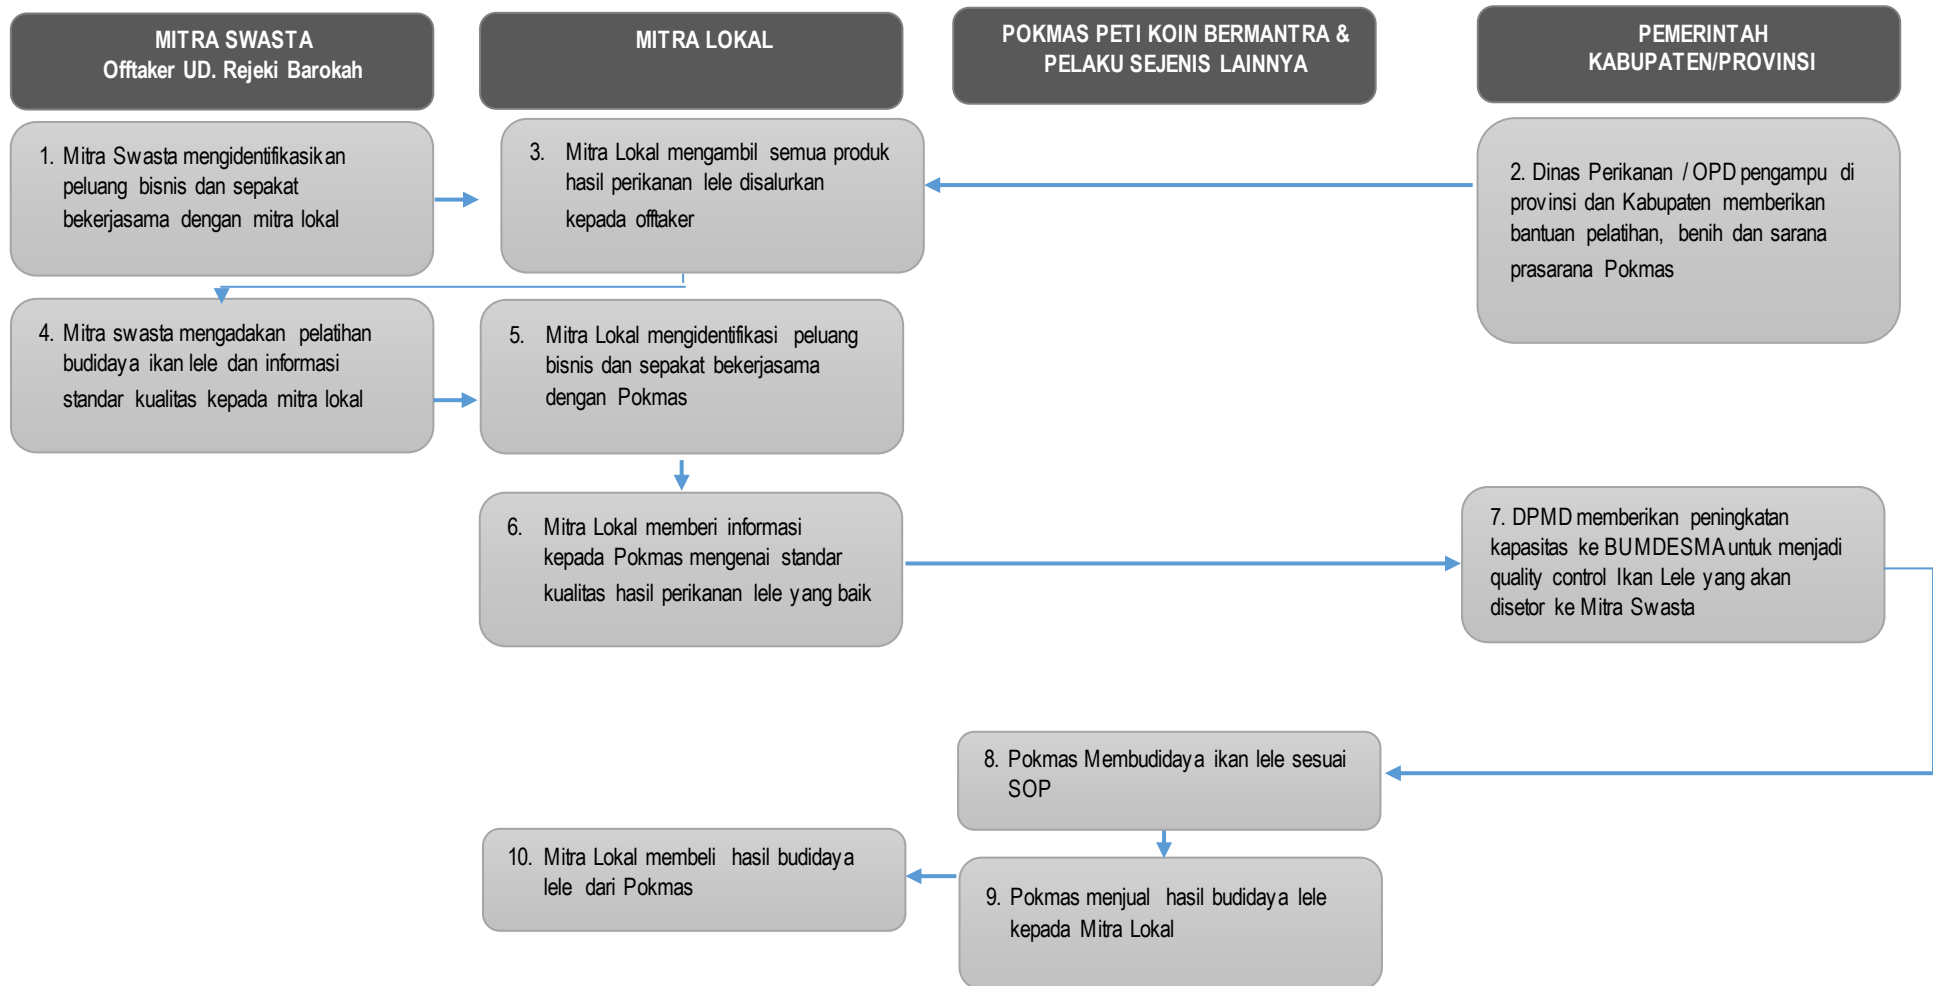 MITRA SWASTA
Offtaker UD. Rejeki Barokah
MITRA LOKAL
POKMAS PETI KOIN BERMANTRA &
PELAKU SEJENIS LAINNYA
PEMERINTAH
KABUPATEN/PROVINSI
1. Mitra Swasta mengidentifikasikan
peluang bisnis dan sepakat
bekerjasama dengan mitra lokal
3. Mitra Lokal mengambil semua produk
hasil perikanan lele disalurkan
kepada offtaker
2. Dinas Perikanan / OPD pengampu di
provinsi dan Kabupaten memberikan
bantuan pelatihan, benih dan sarana
prasarana Pokmas
4. Mitra swasta mengadakan pelatihan
budidaya ikan lele dan informasi
standar kualitas kepada mitra lokal
5. Mitra Lokal mengidentifikasi peluang
bisnis dan sepakat bekerjasama
dengan Pokmas
6. Mitra Lokal memberi informasi
kepada Pokmas mengenai standar
kualitas hasil perikanan lele yang baik
7. DPMD memberikan peningkatan
kapasitas ke BUMDESMA untuk menjadi
quality control Ikan Lele yang akan
disetor ke Mitra Swasta
8. Pokmas Membudidaya ikan lele sesuai
SOP
10. Mitra Lokal membeli hasil budidaya
lele dari Pokmas
9. Pokmas menjual hasil budidaya lele
kepada Mitra Lokal